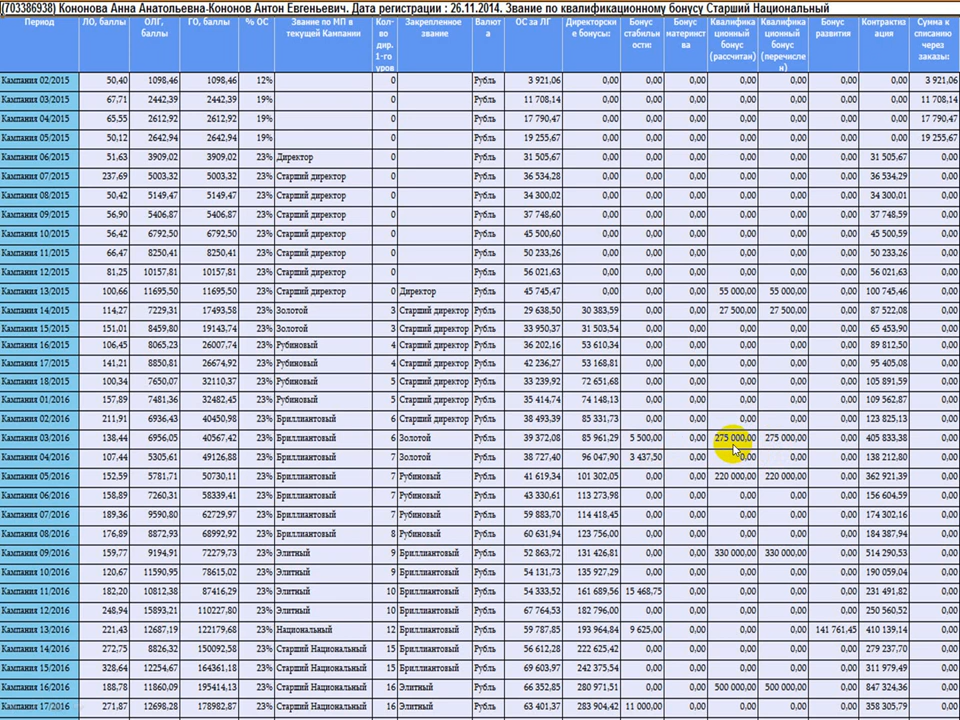 (703386938) Кононова Анна Анатольевна-Кононов Антон Евгеньевич. Дата регистрации : 26.11.2014. Звание по квалификационному бонусу Старший Национальный
Период ЛО, баллы ОЛГ, баллы ГО, баллы % ОС Звание по МП в текущей Кампании Кол-во дир. 1-го уров Закрепленное звание Валюта ОС за ЛГ Директорские бонусы: Бонус стабильности: Бонус материнства Квалификационный бонус (рассчитан) Квалификационный бонус (перечислен) Бонус развития Контрактизация Сумма к списанию через заказы:
Кампания 02/2015 50,40 1098,46 1098,46 12% 0 Рубль 3 921,06 0,00 0,00 0,00 0,00 0,00 0,00 0,00 3 921,06
Кампания 03/2015 67,71 2442,39 2442,39 19% 0 Рубль 11 708,14 0,00 0,00 0,00 0,00 0,00 0,00 0,00 11 708,14
Кампания 04/2015 65,55 2612,92 2612,92 19% 0 Рубль 17 790,47 0,00 0,00 0,00 0,00 0,00 0,00 0,00 17 790,47
Кампания 05/2015 50,12 2642,94 2642,94 19% 0 Рубль 19 255,67 0,00 0,00 0,00 0,00 0,00 0,00 0,00 19 255,67
Кампания 06/2015 51,63 3909,02 3909,02 23% Директор 0 Рубль 31 505,67 0,00 0,00 0,00 0,00 0,00 0,00 31 505,67 0,00
Кампания 07/2015 237,69 5003,32 5003,32 23% Старший директор 0 Рубль 36 534,28 0,00 0,00 0,00 0,00 0,00 0,00 36 534,29 0,00
Кампания 08/2015 50,42 5149,47 5149,47 23% Старший директор 0 Рубль 34 300,02 0,00 0,00 0,00 0,00 0,00 0,00 34 300,01 0,00
Кампания 09/2015 56,90 5406,87 5406,87 23% Старший директор 0 Рубль 37 748,60 0,00 0,00 0,00 0,00 0,00 0,00 37 748,59 0,00
Кампания 10/2015 56,42 6792,50 6792,50 23% Старший директор 0 Рубль 45 500,60 0,00 0,00 0,00 0,00 0,00 0,00 45 500,59 0,00
Кампания 11/2015 66,47 8250,41 8250,41 23% Старший директор 0 Рубль 50 233,26 0,00 0,00 0,00 0,00 0,00 0,00 50 233,26 0,00
Кампания 12/2015 81,25 10157,81 10157,81 23% Старший директор 0 Рубль 56 021,63 0,00 0,00 0,00 0,00 0,00 0,00 56 021,63 0,00
Кампания 13/2015 100,66 11695,50 11695,50 23% Старший директор 0 Директор Рубль 45 745,47 0,00 0,00 0,00 55 000,00 55 000,00 0,00 100 745,46 0,00
Кампания 14/2015 114,27 7229,31 17493,58 23% Золотой 3 Старший директор Рубль 29 638,50 30 383,59 0,00 0,00 27 500,00 27 500,00 0,00 87 522,08 0,00
Кампания 15/2015 151,01 8459,80 19143,74 23% Золотой 3 Старший директор Рубль 33 950,37 31 503,54 0,00 0,00 0,00 0,00 0,00 65 453,90 0,00
Кампания 16/2015 106,45 8065,23 26007,74 23% Рубиновый 4 Старший директор Рубль 36 202,16 53 610,34 0,00 0,00 0,00 0,00 0,00 89 812,50 0,00
Кампания 17/2015 141,21 8850,81 26674,92 23% Рубиновый 4 Старший директор Рубль 42 236,27 53 168,81 0,00 0,00 0,00 0,00 0,00 95 405,08 0,00
Кампания 18/2015 100,34 7650,07 32110,37 23% Рубиновый 5 Старший директор Рубль 33 239,92 72 651,68 0,00 0,00 0,00 0,00 0,00 105 891,59 0,00
Кампания 01/2016 157,89 7481,36 32482,45 23% Рубиновый 5 Старший директор Рубль 35 414,74 74 148,13 0,00 0,00 0,00 0,00 0,00 109 562,87 0,00
Кампания 02/2016 211,91 6936,43 40450,98 23% Бриллиантовый 6 Старший директор Рубль 38 493,39 85 331,73 0,00 0,00 0,00 0,00 0,00 123 825,13 0,00
Кампания 03/2016 138,44 6956,05 40567,42 23% Бриллиантовый 6 Золотой Рубль 39 372,08 85 961,29 5 500,00 0,00 275 000,00 275 000,00 0,00 405 833,38 0,00
Кампания 04/2016 107,44 5305,61 49126,88 23% Бриллиантовый 7 Золотой Рубль 38 727,40 96 047,90 3 437,50 0,00 0,00 0,00 0,00 138 212,80 0,00
Кампания 05/2016 152,59 5781,71 50730,11 23% Бриллиантовый 7 Рубиновый Рубль 41 619,34 101 302,05 0,00 0,00 220 000,00 220 000,00 0,00 362 921,39 0,00
Кампания 06/2016 158,89 7260,31 58339,41 23% Бриллиантовый 7 Рубиновый Рубль 43 330,61 113 273,98 0,00 0,00 0,00 0,00 0,00 156 604,59 0,00
Кампания 07/2016 189,36 9590,80 62729,97 23% Бриллиантовый 7 Рубиновый Рубль 59 883,70 114 418,45 0,00 0,00 0,00 0,00 0,00 174 302,16 0,00
Кампания 08/2016 176,89 8872,93 68992,92 23% Бриллиантовый 8 Рубиновый Рубль 60 631,94 123 756,00 0,00 0,00 0,00 0,00 0,00 184 387,94 0,00
Кампания 09/2016 159,77 9194,91 72279,73 23% Элитный 9 Бриллиантовый Рубль 52 863,72 131 426,81 0,00 0,00 330 000,00 330 000,00 0,00 514 290,53 0,00
Кампания 10/2016 120,67 11590,95 78615,02 23% Элитный 9 Бриллиантовый Рубль 54 131,73 135 927,29 0,00 0,00 0,00 0,00 0,00 190 059,04 0,00
Кампания 11/2016 182,20 10812,38 87416,29 23% Элитный 10 Бриллиантовый Рубль 54 333,52 161 689,56 15 468,75 0,00 0,00 0,00 0,00 231 491,82 0,00
Кампания 12/2016 248,94 15893,21 110227,80 23% Элитный 10 Бриллиантовый Рубль 67 764,53 182 796,00 0,00 0,00 0,00 0,00 0,00 250 560,52 0,00
Кампания 13/2016 221,43 12687,19 122179,68 23% Национальный 12 Бриллиантовый Рубль 59 787,85 193 964,84 9 625,00 0,00 0,00 0,00 141 761,45 410 139,14 0,00
Кампания 14/2016 272,75 8826,32 150092,58 23% Старший Национальный 15 Бриллиантовый Рубль 56 612,28 222 625,42 0,00 0,00 0,00 0,00 0,00 279 237,70 0,00
Кампания 15/2016 328,64 12254,67 164361,18 23% Старший Национальный 15 Бриллиантовый Рубль 69 603,97 242 375,54 0,00 0,00 0,00 0,00 0,00 311 979,49 0,00
Кампания 16/2016 188,78 11860,09 195414,13 23% Старший Национальный 16 Элитный Рубль 66 352,85 280 971,51 0,00 0,00 500 000,00 500 000,00 0,00 847 324,36 0,00
Кампания 17/2016 271,87 12698,28 178982,87 23% Старший Национальный 16 Элитный Рубль 63 401,37 283 904,42 11 000,00 0,00 0,00 0,00 0,00 358 305,79 0,00